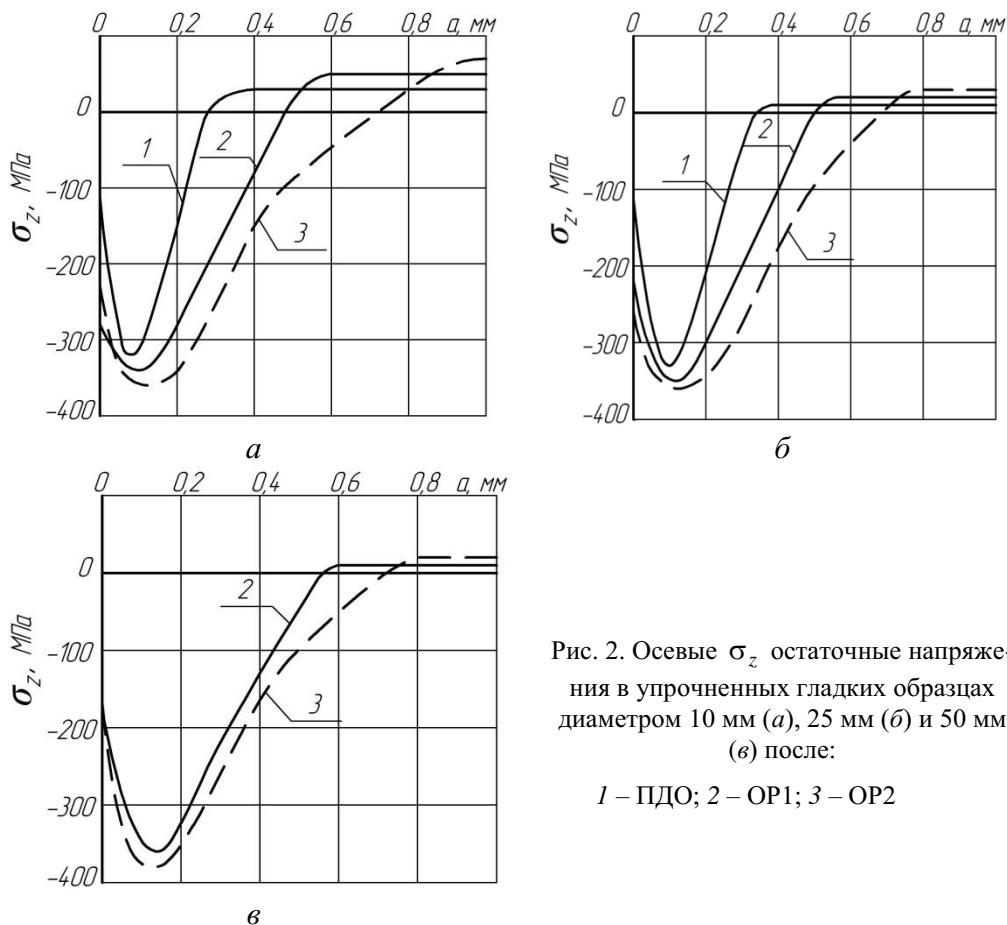 0 0,2 0,4 0,6 0,8 a, мм
0
-100
-200
-300
-400
σz, МПа
1
2
3
а
0 0,2 0,4 0,6 0,8 a, мм
0
-100
-200
-300
-400
σz, МПа
1
2
3
б
0 0,2 0,4 0,6 0,8 a, мм
0
-100
-200
-300
-400
σz, МПа
2
3
в
Рис. 2. Осевые σz остаточные напряже-
ния в упрочненных гладких образцах
диаметром 10 мм (а), 25 мм (б) и 50 мм
(в) после:
1 – ПДО; 2 – ОР1; 3 – ОР2